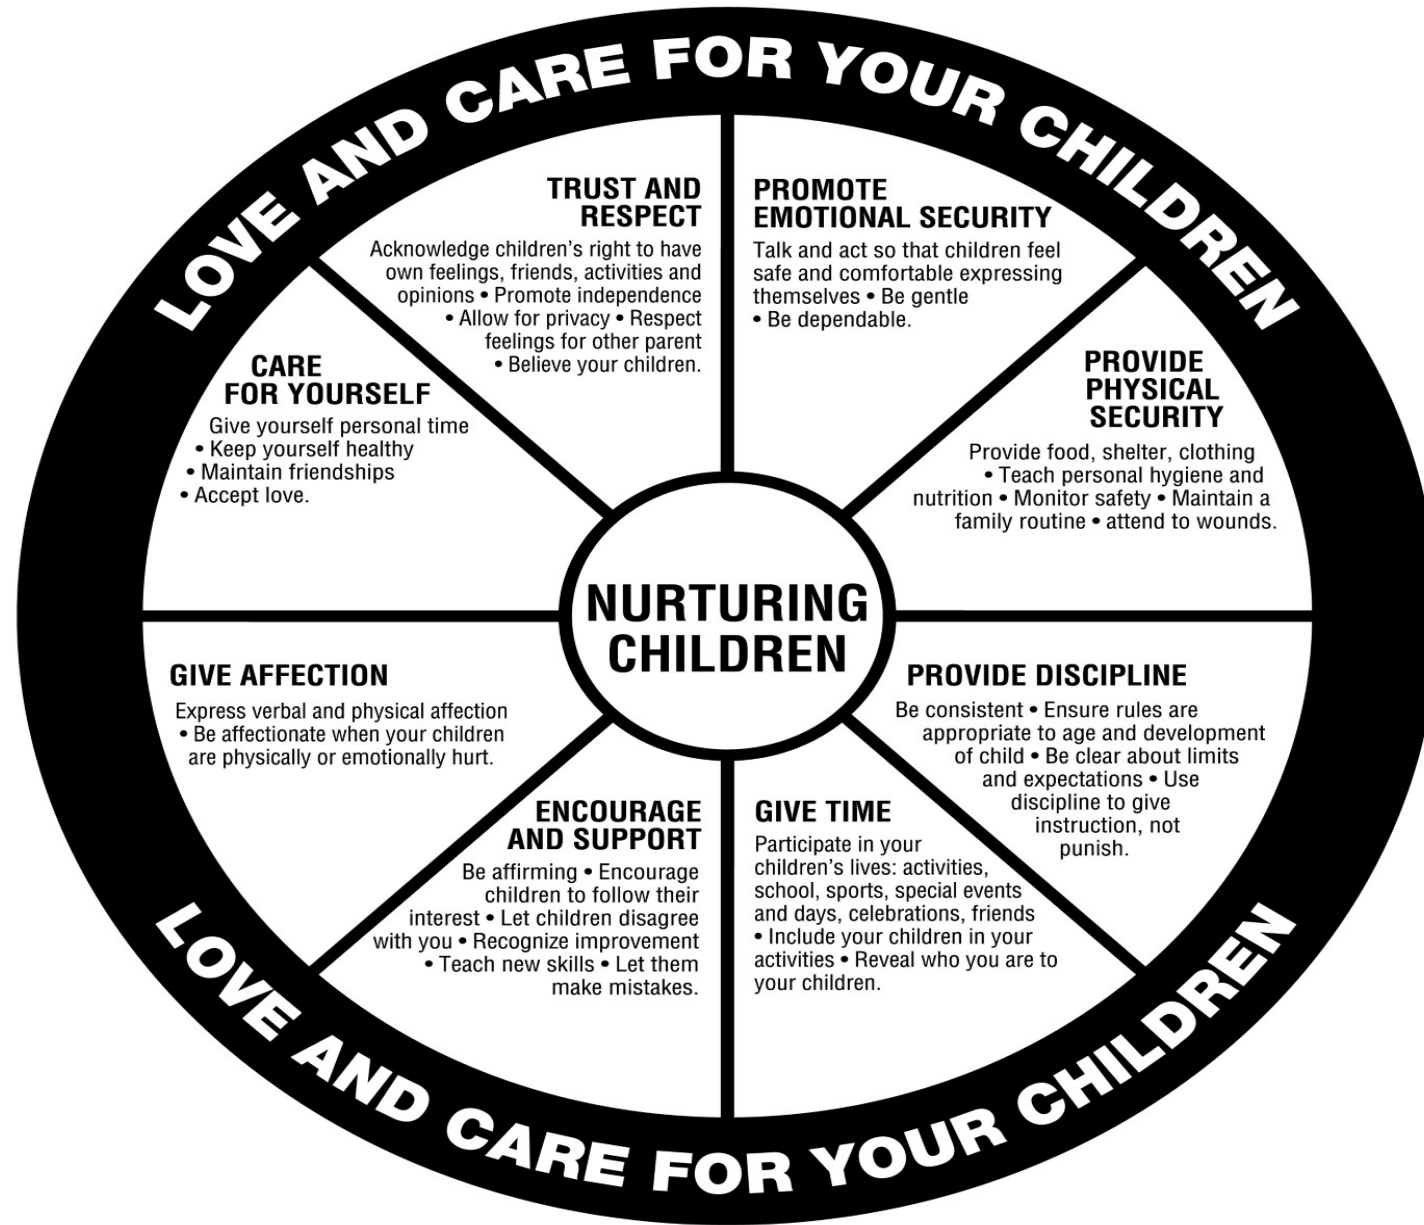 LOVE AND CARE FOR YOUR CHILDREN
TRUST AND
RESPECT
Acknowledge children's right to have
own feelings, friends, activities and
opinions • Promote independence
• Allow for privacy • Respect
feelings for other parent
• Believe your children.
PROMOTE
EMOTIONAL SECURITY
Talk and act so that children feel
safe and comfortable expressing
themselves • Be gentle
• Be dependable.
CARE
FOR YOURSELF
Give yourself personal time
• Keep yourself healthy
• Maintain friendships
• Accept love.
PROVIDE
PHYSICAL
SECURITY
Provide food, shelter, clothing
• Teach personal hygiene and
nutrition • Monitor safety • Maintain a
family routine • attend to wounds.
NURTURING
CHILDREN
GIVE AFFECTION
Express verbal and physical affection
• Be affectionate when your children
are physically or emotionally hurt.
PROVIDE DISCIPLINE
Be consistent • Ensure rules are
appropriate to age and development
of child • Be clear about limits
and expectations • Use
discipline to give
instruction, not
punish.
ENCOURAGE
AND SUPPORT
Be affirming • Encourage
children to follow their
interest • Let children disagree
with you • Recognize improvement
• Teach new skills • Let them
make mistakes.
GIVE TIME
Participate in your
children's lives: activities,
school, sports, special events
and days, celebrations, friends
• Include your children in your
activities • Reveal who you are to
your children.
LOVE AND CARE FOR YOUR CHILDREN